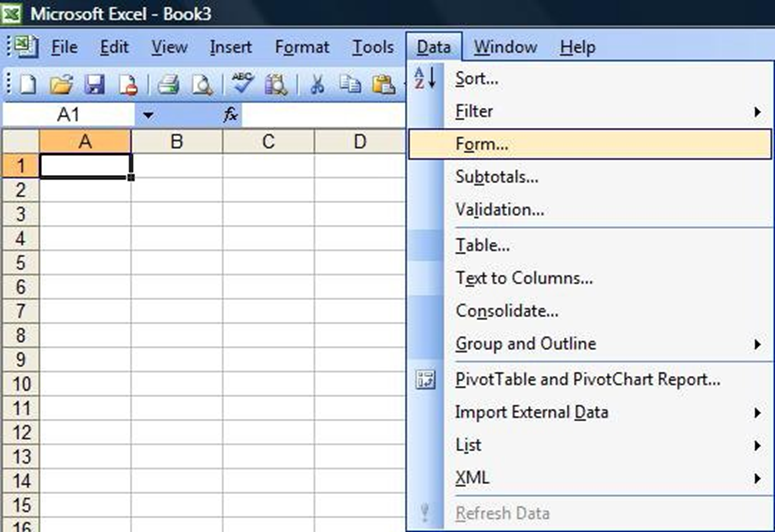 Microsoft Excel - Book3
File Edit View Insert Format Tools Data Window Help
A1 fx
A B C D
1
2
3
4
5
6
7
8
9
10
11
12
13
14
15
16
Sort...
Filter
Form...
Subtotals...
Validation...
Table...
Text to Columns...
Consolidate...
Group and Outline
PivotTable and PivotChart Report...
Import External Data
List
XML
Refresh Data